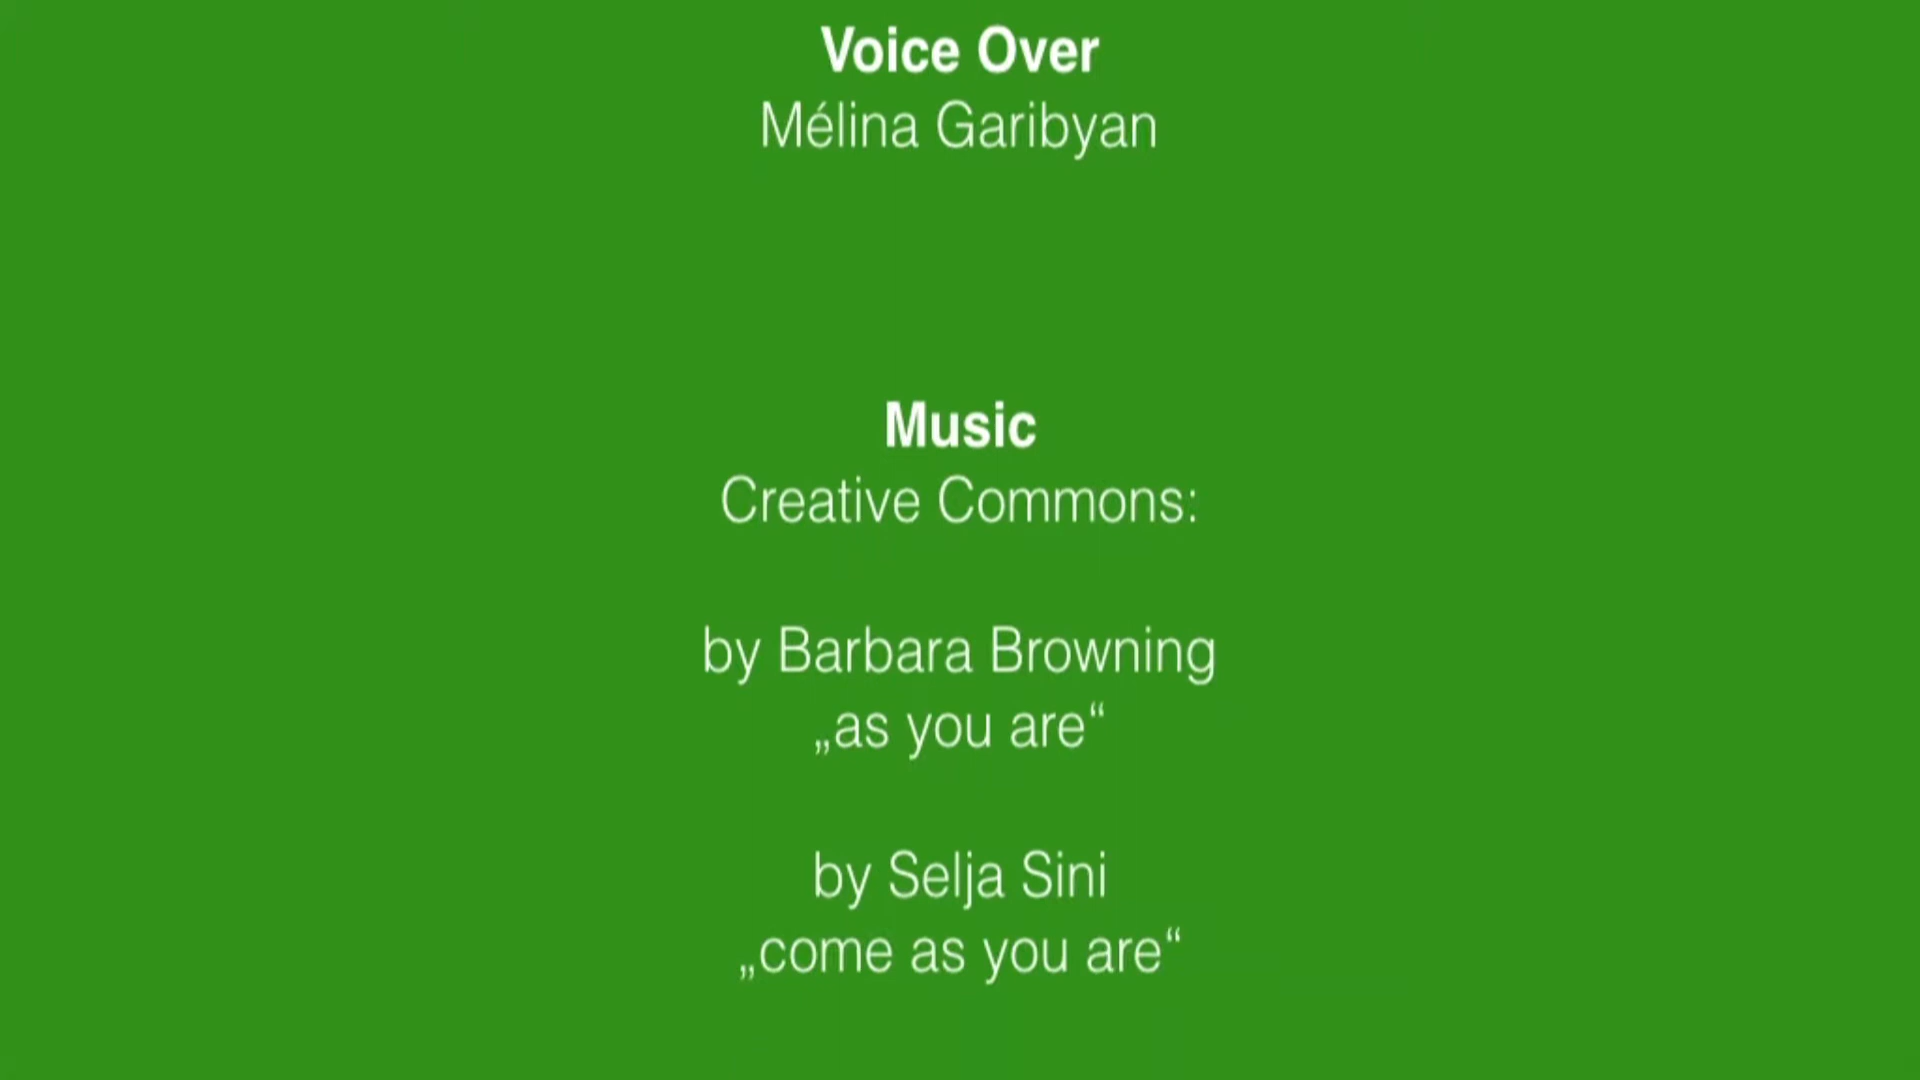 Voice Over
Mélina Garibyan
Music
Creative Commons:
by Barbara Browning
„as you are“
by Selja Sini
„come as you are“